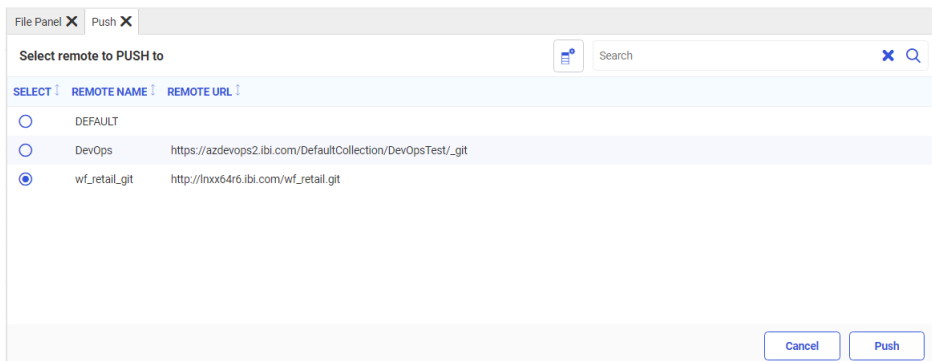 File Panel Push
Select remote to PUSH to Search
SELECT REMOTE NAME REMOTE URL
DEFAULT
DevOps https://azdevops2.ibi.com/DefaultCollection/DevOpsTest/_git
wf_retail_git http://lnxx64r6.ibi.com/wf_retail.git
Cancel Push